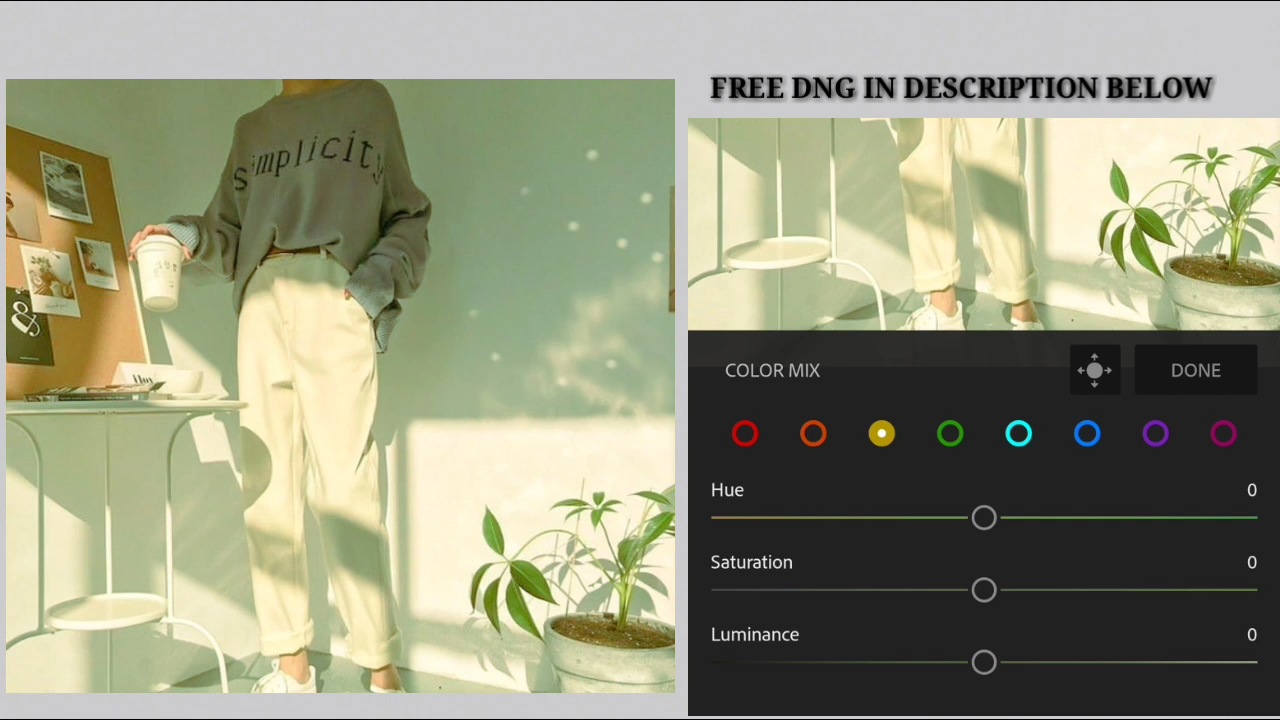 FREE DNG IN DESCRIPTION BELOW
simplicity
&
COLOR MIX
DONE
Hue
0
Saturation
0
Luminance
0